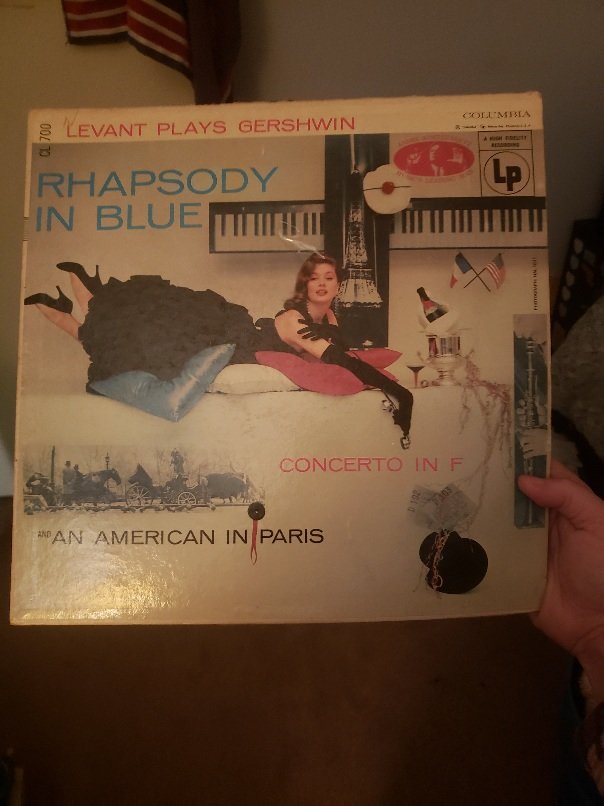 CL 700
LEVANT PLAYS GERSHWIN
COLUMBIA
A HIGH FIDELITY
RECORDING
Lp
RHAPSODY
IN BLUE
CONCERTO IN F
AND AN AMERICAN IN PARIS